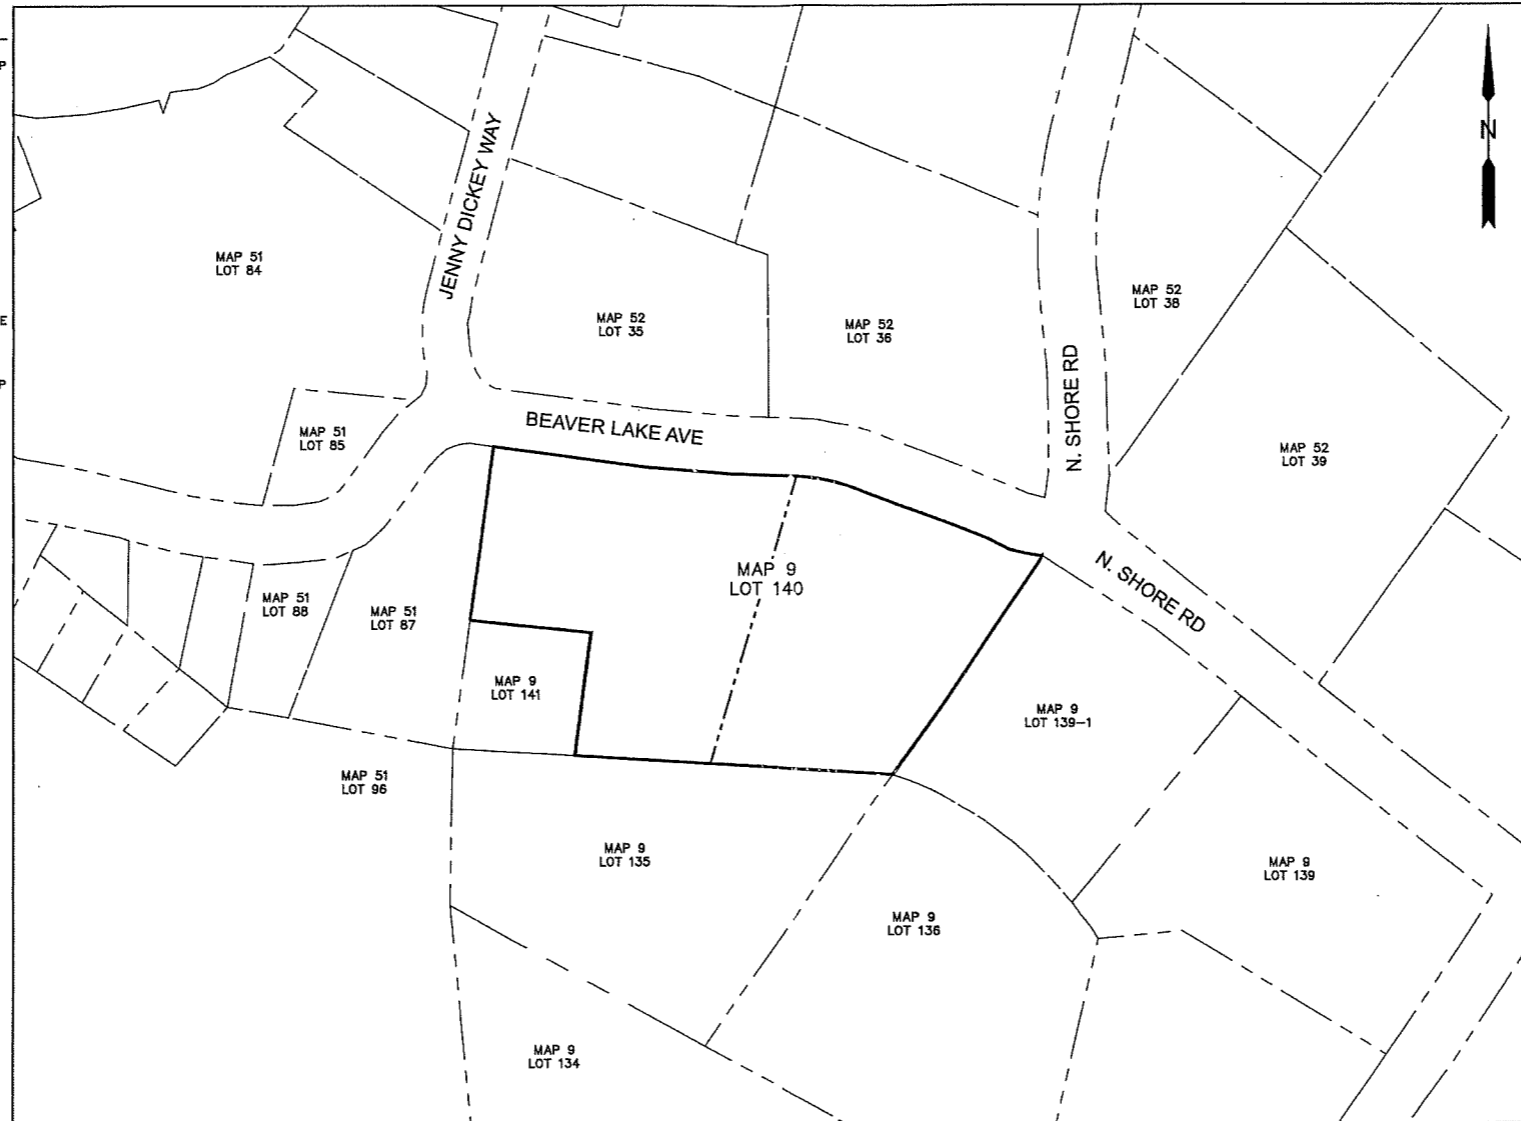 P
N
JENNY DICKEY WAY
MAP 51
LOT 84
MAP 52
LOT 38
E
MAP 52
LOT 35
MAP 52
LOT 36
N. SHORE RD
P
BEAVER LAKE AVE
MAP 51
LOT 85
MAP 52
LOT 39
MAP 9
LOT 140
N. SHORE RD
MAP 51
LOT 88
MAP 51
LOT 87
MAP 9
LOT 141
MAP 9
LOT 139-1
MAP 51
LOT 96
MAP 9
LOT 135
MAP 9
LOT 139
MAP 9
LOT 136
MAP 9
LOT 134